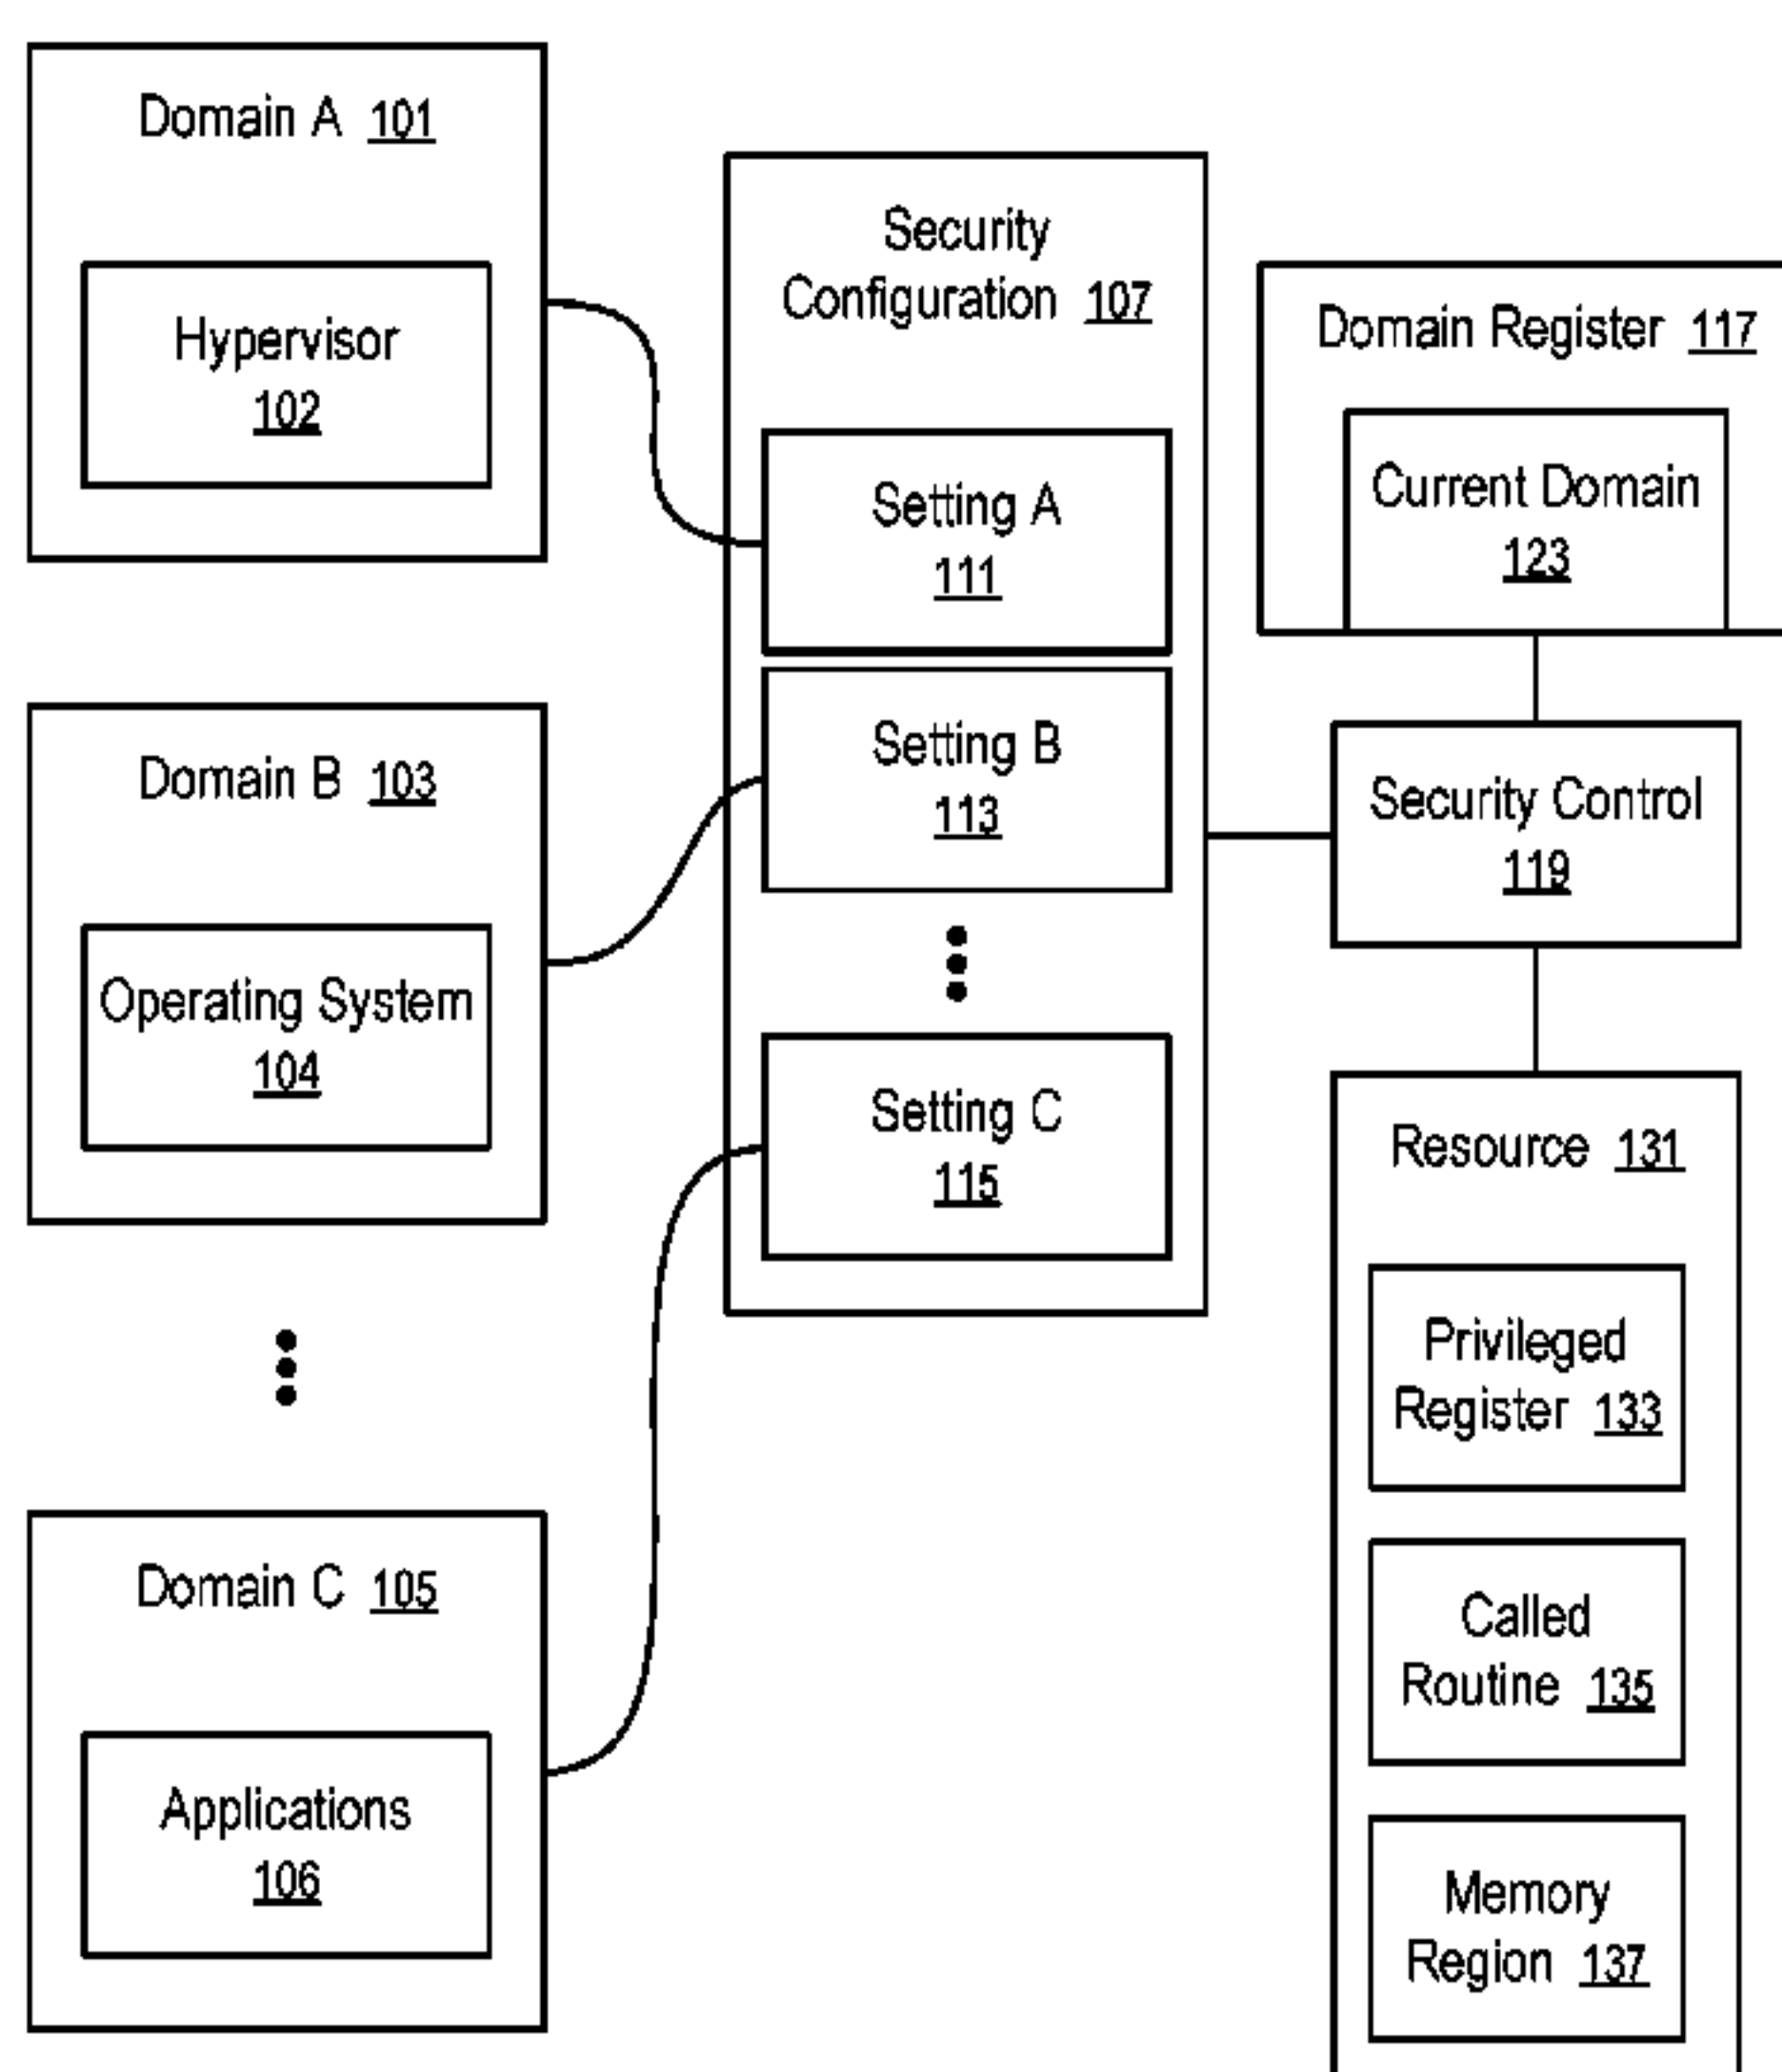 Domain A 101
Hypervisor
102
Domain B 103
Operating System
104
Domain C 105
Applications
106
Security
Configuration 107
Setting A
111
Setting B
113
Setting C
115
Domain Register 117
Current Domain
123
Security Control
119
Resource 131
Privileged
Register 133
Called
Routine 135
Memory
Region 137